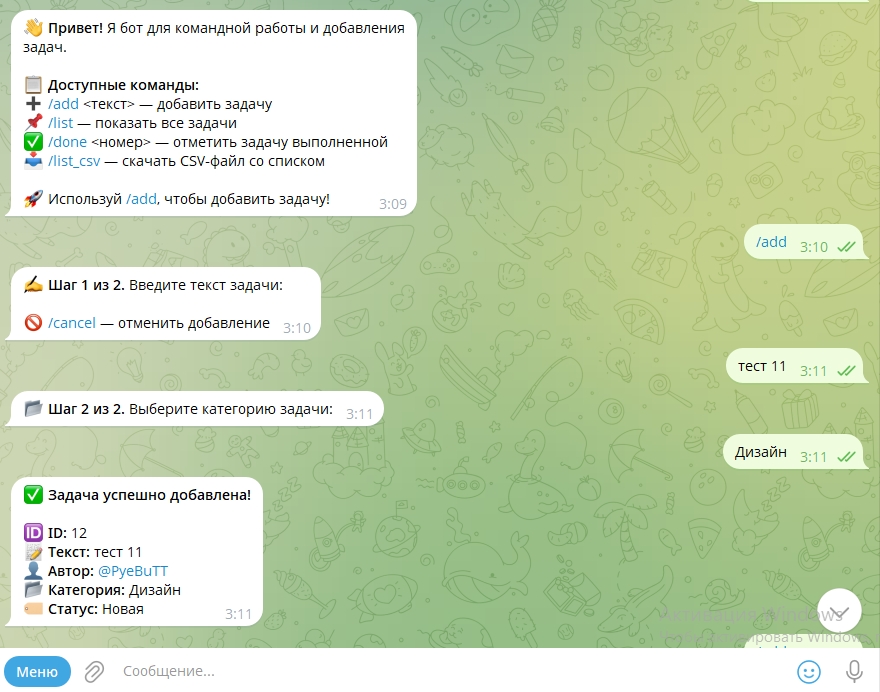 👋 Привет! Я бот для командной работы и добавления
задач.
📋 Доступные команды:
➕ /add <текст> — добавить задачу
📌 /list — показать все задачи
✅ /done <номер> — отметить задачу выполненной
📤 /list_csv — скачать CSV-файл со списком
🚀 Используй /add, чтобы добавить задачу!
3:09
/add 3:10
✍️ Шаг 1 из 2. Введите текст задачи:
🚫 /cancel — отменить добавление 3:10
тест 11 3:11
📂 Шаг 2 из 2. Выберите категорию задачи: 3:11
Дизайн 3:11
✅ Задача успешно добавлена!
🆔 ID: 12
📝 Текст: тест 11
👤 Автор: @PyeBuTT
📂 Категория: Дизайн
🏷️ Статус: Новая 3:11
Активация Windows
Меню Сообщение...